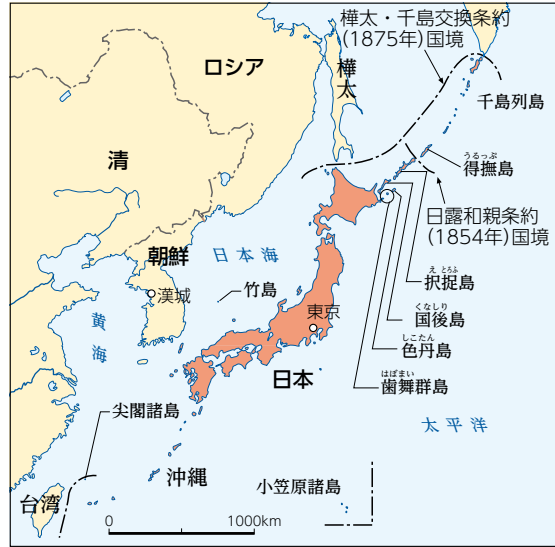 樺太・千島交換条約
(1875年)国境
ロシア
樺太
千島列島
うるっぷ
得撫島
清
日露和親条約
(1854年)国境
朝鮮
日本海
漢城
竹島
えとろふ
択捉島
くなしり
国後島
東京
しこたん
色丹島
黄海
日本
はぼまい
歯舞群島
尖閣諸島
太平洋
沖縄
小笠原諸島
台湾
0
1000km